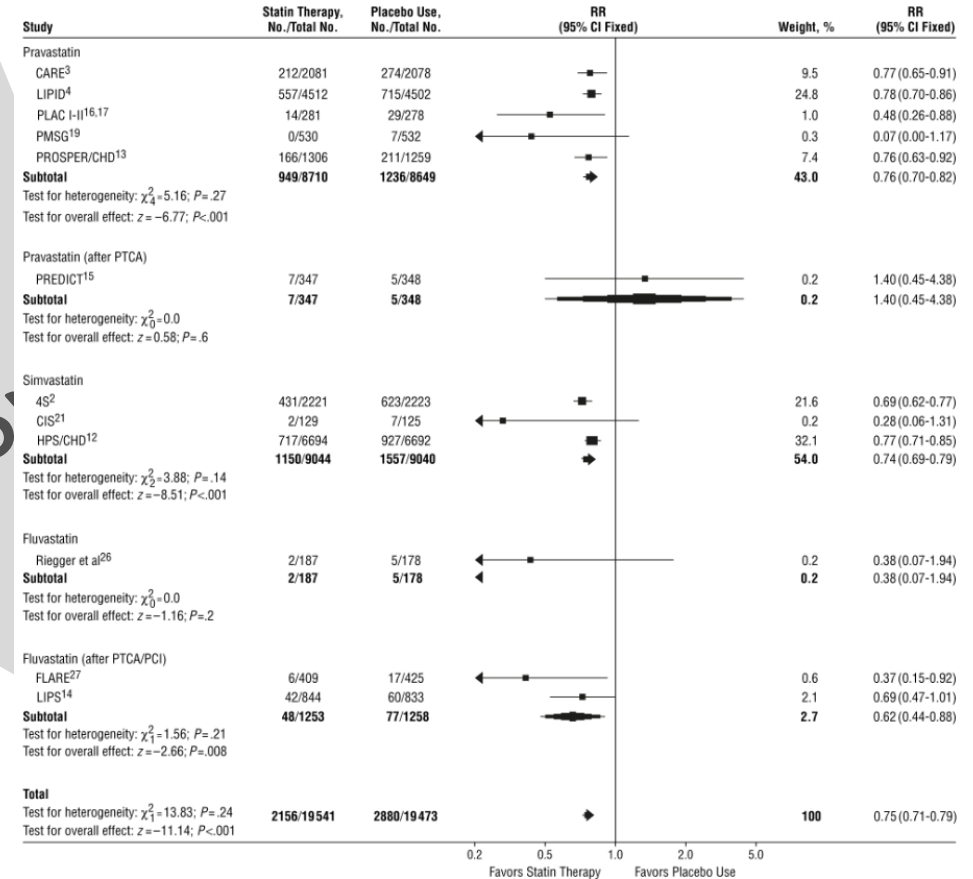 Study Statin Therapy, No./Total No. Placebo Use, No./Total No. RR (95% CI Fixed) Weight, % RR (95% CI Fixed)
Pravastatin
CARE3 212/2081 274/2078 9.5 0.77 (0.65-0.91)
LIPID4 557/4512 715/4502 24.8 0.78 (0.70-0.86)
PLAC I-II16,17 14/281 29/278 1.0 0.48 (0.26-0.88)
PMSG19 0/530 7/532 0.3 0.07 (0.00-1.17)
PROSPER/CHD13 166/1306 211/1259 7.4 0.76 (0.63-0.92)
Subtotal 949/8710 1236/8649 43.0 0.76 (0.70-0.82)
Test for heterogeneity: χ²4=5.16; P=.27
Test for overall effect: z=−6.77; P<.001
Pravastatin (after PTCA)
PREDICT15 7/347 5/348 0.2 1.40 (0.45-4.38)
Subtotal 7/347 5/348 0.2 1.40 (0.45-4.38)
Test for heterogeneity: χ²0=0.0
Test for overall effect: z=0.58; P=.6
Simvastatin
4S2 431/2221 623/2223 21.6 0.69 (0.62-0.77)
CIS21 2/129 7/125 0.2 0.28 (0.06-1.31)
HPS/CHD12 717/6694 927/6692 32.1 0.77 (0.71-0.85)
Subtotal 1150/9044 1557/9040 54.0 0.74 (0.69-0.79)
Test for heterogeneity: χ²2=3.88; P=.14
Test for overall effect: z=−8.51; P<.001
Fluvastatin
Riegger et al26 2/187 5/178 0.2 0.38 (0.07-1.94)
Subtotal 2/187 5/178 0.2 0.38 (0.07-1.94)
Test for heterogeneity: χ²0=0.0
Test for overall effect: z=−1.16; P=.2
Fluvastatin (after PTCA/PCI)
FLARE27 6/409 17/425 0.6 0.37 (0.15-0.92)
LIPS14 42/844 60/833 2.1 0.69 (0.47-1.01)
Subtotal 48/1253 77/1258 2.7 0.62 (0.44-0.88)
Test for heterogeneity: χ²1=1.56; P=.21
Test for overall effect: z=−2.66; P=.008
Total
Test for heterogeneity: χ²1=13.83; P=.24
2156/19541 2880/19473 100 0.75 (0.71-0.79)
Test for overall effect: z=−11.14; P<.001
0.2 0.5 1.0 2.0 5.0
Favors Statin Therapy Favors Placebo Use